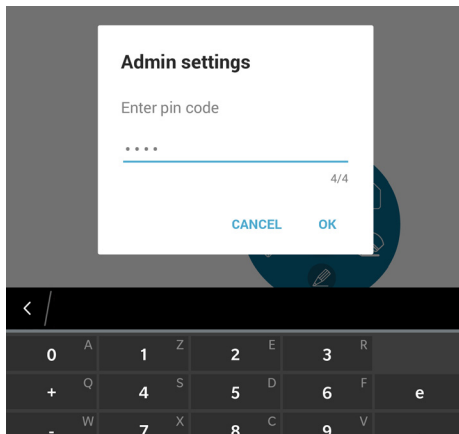 Admin settings
Enter pin code
••••
4/4
CANCEL OK
0 A 1 Z 2 E 3 R
+ Q 4 S 5 D 6 F e
- W 7 X 8 C 9 V